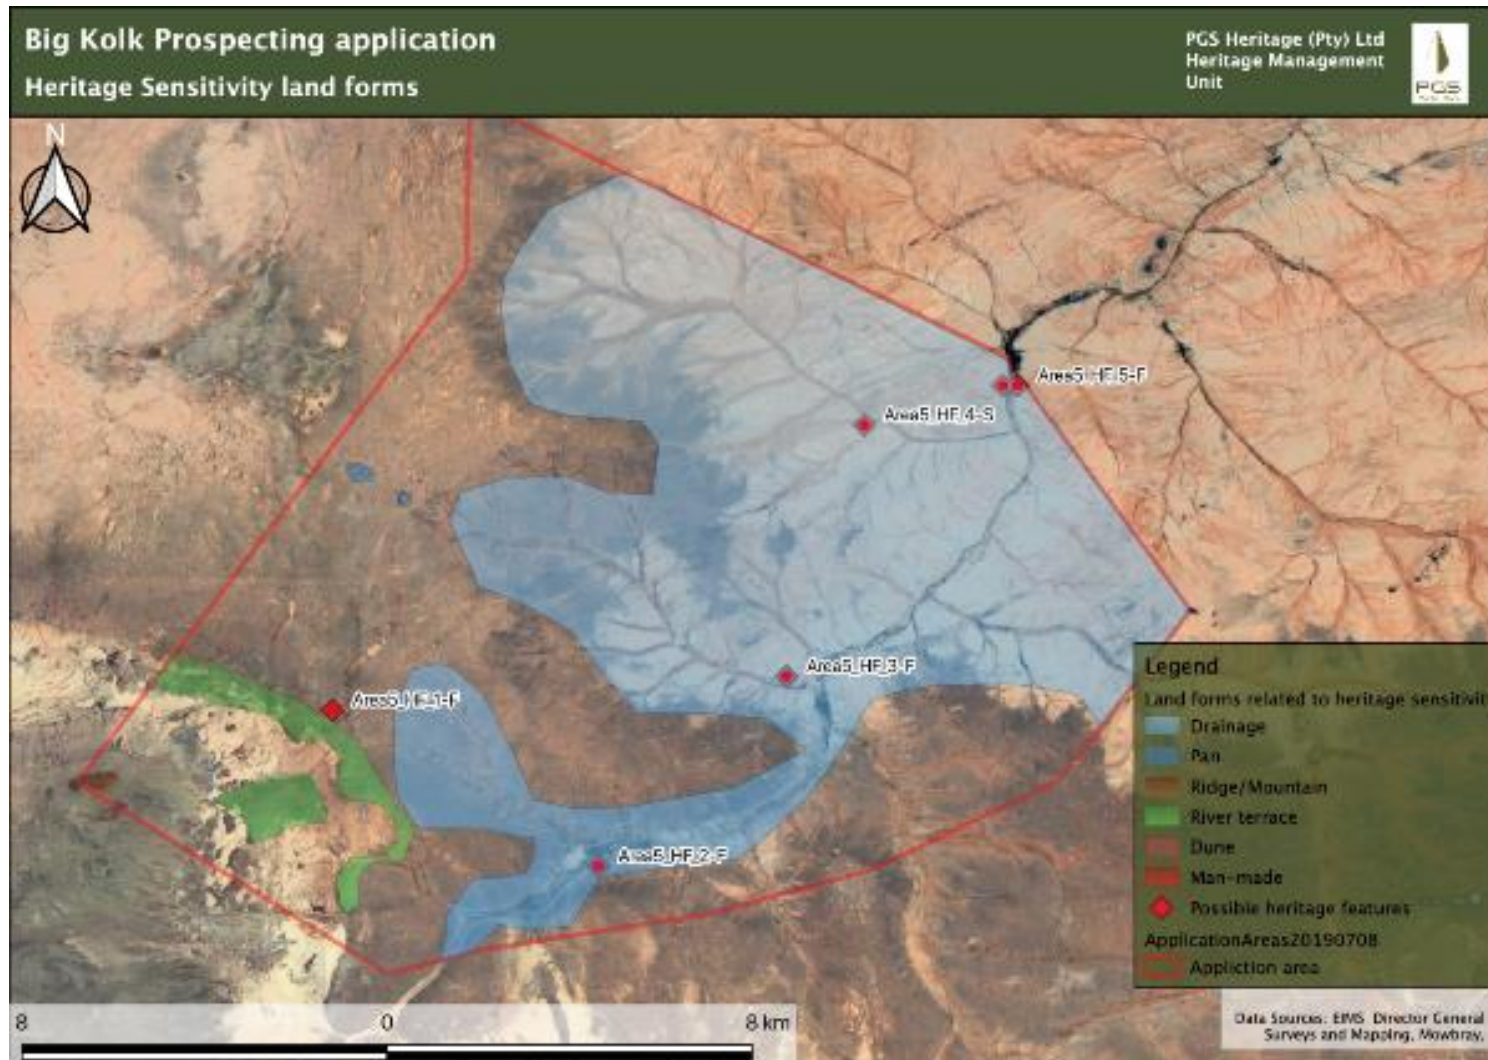 Big Kolk Prospecting application
Heritage Sensitivity land forms
PGS Heritage (Pty) Ltd
Heritage Management
Unit
PGS
N
Area5_HF_5-F
Area5_HF_4-S
Area5_HF_3-F
Area5_HF_1-F
Area5_HF_2-F
Legend
Land forms related to heritage sensitivit
Drainage
Pan
Ridge/Mountain
River terrace
Dune
Man-made
Possible heritage features
ApplicationAreas20190708
Appliction area
8 0 8 km
Data Sources: EIMS Director General
Surveys and Mapping, Mowbray,